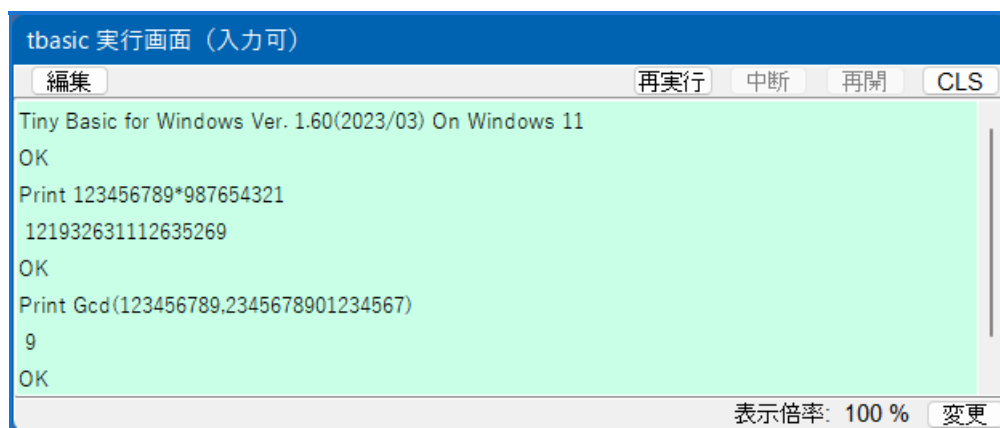 tbasic 実行画面（入力可）
編集 再実行 中断 再開 CLS
Tiny Basic for Windows Ver. 1.60(2023/03) On Windows 11
OK
Print 123456789*987654321
121932631112635269
OK
Print Gcd(123456789,2345678901234567)
9
OK
表示倍率: 100 % 変更